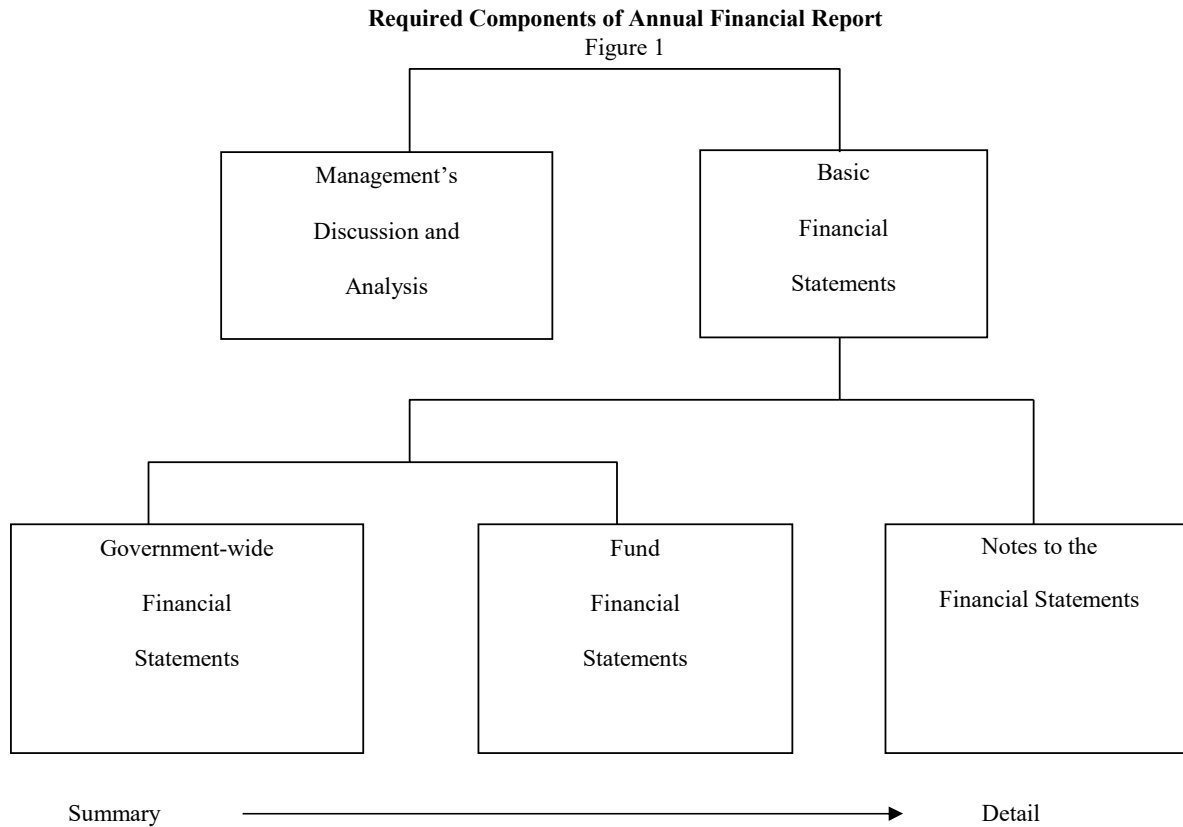 Required Components of Annual Financial Report
Figure 1
Management’s
Discussion and
Analysis
Basic
Financial
Statements
Government-wide
Financial
Statements
Fund
Financial
Statements
Notes to the
Financial Statements
Summary
Detail